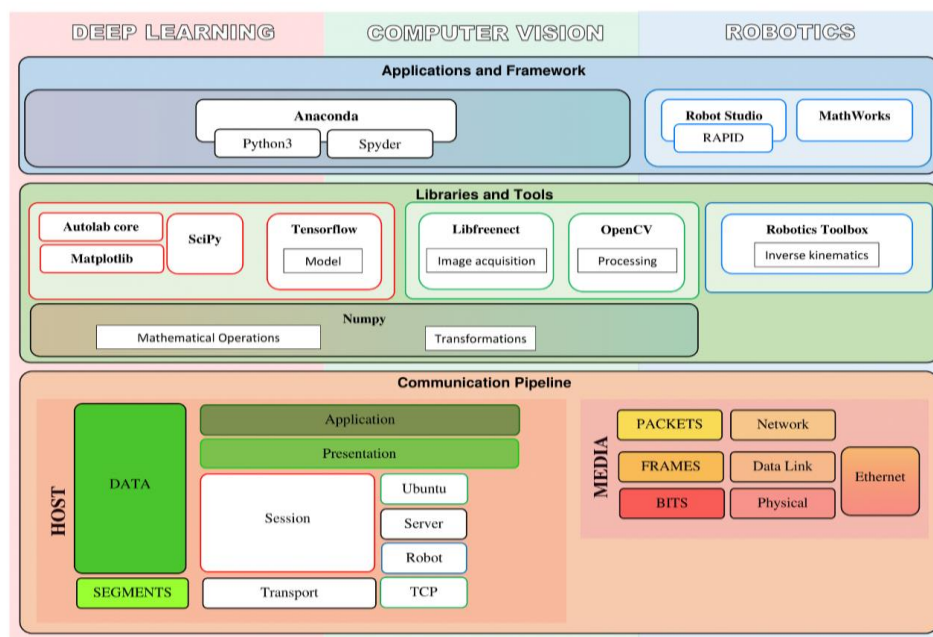 DEEP LEARNING
COMPUTER VISION
ROBOTICS
Applications and Framework
Anaconda
Python3
Spyder
Robot Studio
RAPID
MathWorks
Libraries and Tools
Autolab core
Matplotlib
SciPy
Tensorflow
Model
Libfreenect
Image acquisition
OpenCV
Processing
Robotics Toolbox
Inverse kinematics
Numpy
Mathematical Operations
Transformations
Communication Pipeline
HOST
DATA
SEGMENTS
Application
Presentation
Session
Ubuntu
Server
Robot
Transport
TCP
MEDIA
PACKETS
Network
FRAMES
Data Link
BITS
Physical
Ethernet